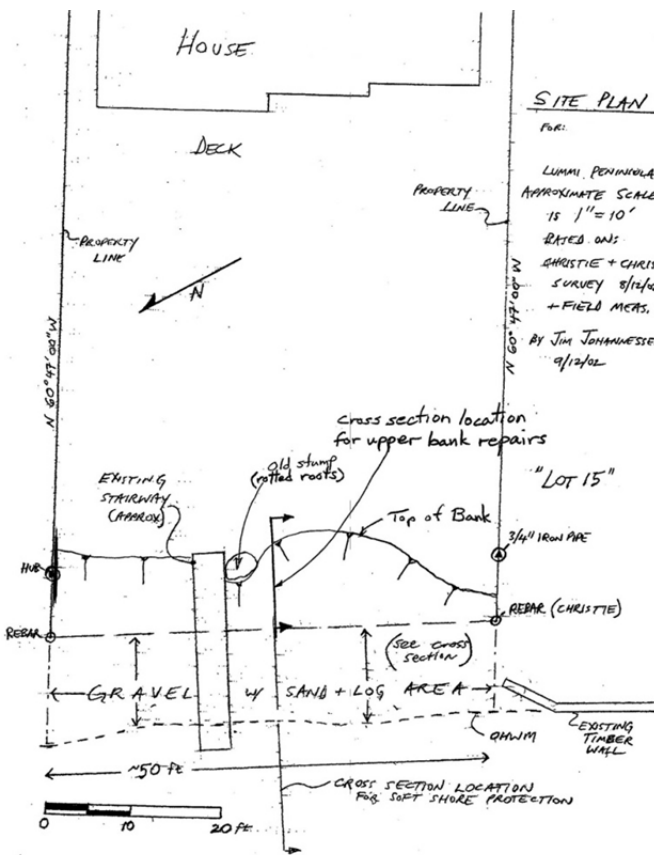 HOUSE
DECK
SITE PLAN
FOR:
LUMMI PENINSULA
APPROXIMATE SCALE
IS 1" = 10'
BASED ON:
CHRISTIE + CHRIS
SURVEY 8/12/0
+ FIELD MEAS.
BY JIM JOHANNESSE
9/12/02
PROPERTY
LINE
PROPERTY
LINE
N
N 60° 47' 00" W
N 60° 47' 00" W
cross section location
for upper bank repairs
old stump
(rotted roots)
EXISTING
STAIRWAY
(APPROX)
"LOT 15"
Top of Bank
3/4" IRON PIPE
HUB
REBAR
REBAR (CHRISTIE)
(see cross
section)
GRAVEL W/ SAND + LOG AREA
OHWM
EXISTING
TIMBER
WALL
~50 ft
CROSS SECTION LOCATION
FOR SOFT SHORE PROTECTION
0 10 20 ft.